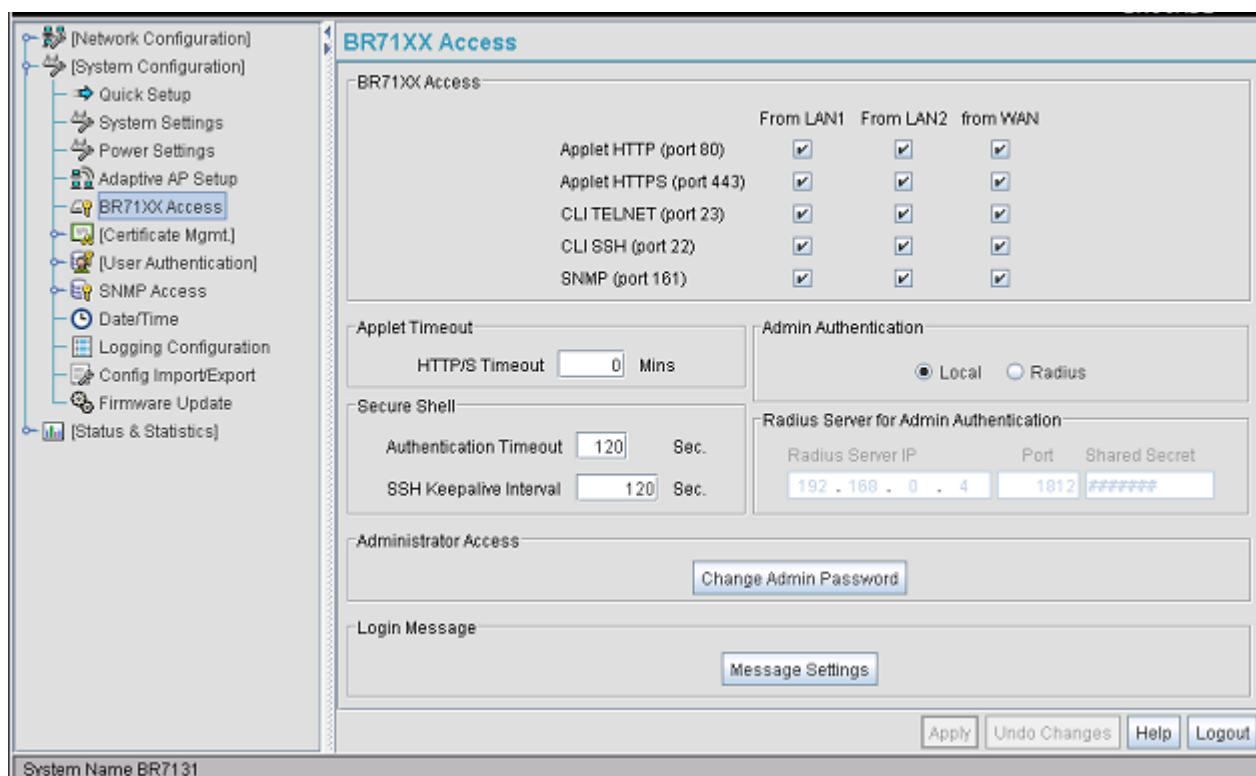 [Network Configuration]
[System Configuration]
Quick Setup
System Settings
Power Settings
Adaptive AP Setup
BR71XX Access
[Certificate Mgmt.]
[User Authentication]
SNMP Access
Date/Time
Logging Configuration
Config Import/Export
Firmware Update
[Status & Statistics]
BR71XX Access
BR71XX Access
From LAN1 From LAN2 from WAN
Applet HTTP (port 80)
Applet HTTPS (port 443)
CLI TELNET (port 23)
CLI SSH (port 22)
SNMP (port 161)
Applet Timeout
HTTP/S Timeout 0 Mins
Admin Authentication
Local Radius
Secure Shell
Authentication Timeout 120 Sec.
SSH Keepalive Interval 120 Sec.
Radius Server for Admin Authentication
Radius Server IP Port Shared Secret
192 . 168 . 0 . 4 1812 #######
Administrator Access
Change Admin Password
Login Message
Message Settings
Apply Undo Changes Help Logout
System Name BR7131